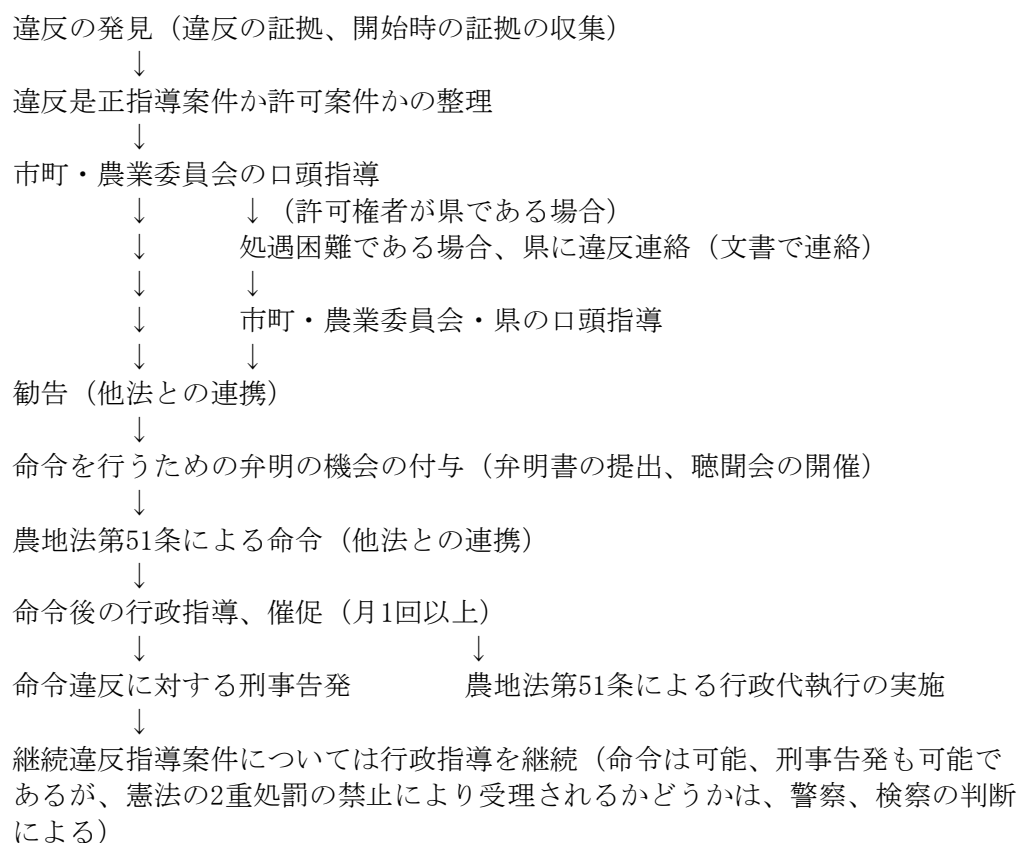 違反の発見（違反の証拠、開始時の証拠の収集）
↓
違反是正指導案件か許可案件かの整理
↓
市町・農業委員会の口頭指導
↓ ↓（許可権者が県である場合）
↓ 処遇困難である場合、県に違反連絡（文書で連絡）
↓ ↓
↓ 市町・農業委員会・県の口頭指導
↓ ↓
勧告（他法との連携）
↓
命令を行うための弁明の機会の付与（弁明書の提出、聴聞会の開催）
↓
農地法第51条による命令（他法との連携）
↓
命令後の行政指導、催促（月1回以上）
↓ ↓
命令違反に対する刑事告発 農地法第51条による行政代執行の実施
↓
継続違反指導案件については行政指導を継続（命令は可能、刑事告発も可能で
あるが、憲法の2重処罰の禁止により受理されるかどうかは、警察、検察の判断
による）